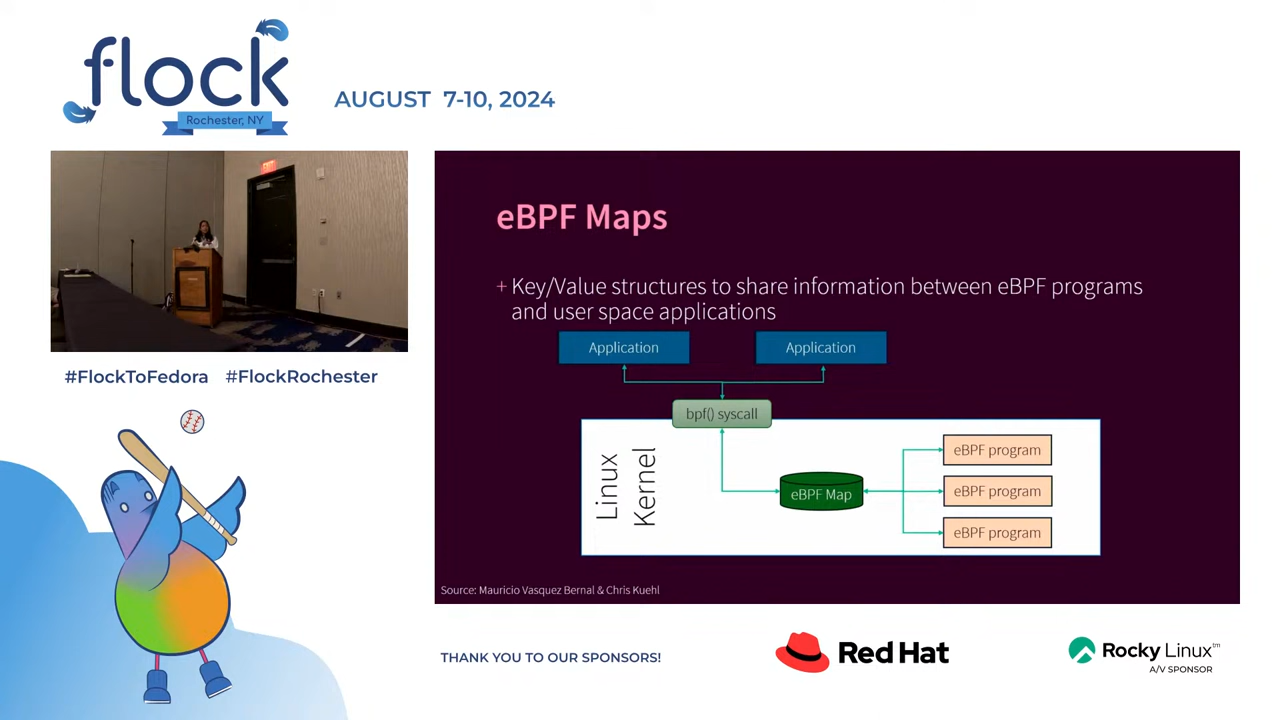 flock
Rochester, NY
AUGUST 7-10, 2024
#FlockToFedora #FlockRochester
eBPF Maps
+ Key/Value structures to share information between eBPF programs
and user space applications
Application
Application
bpf() syscall
Linux
Kernel
eBPF Map
eBPF program
eBPF program
eBPF program
Source: Mauricio Vasquez Bernal & Chris Kuehl
THANK YOU TO OUR SPONSORS!
Red Hat
Rocky Linux™
A/V SPONSOR